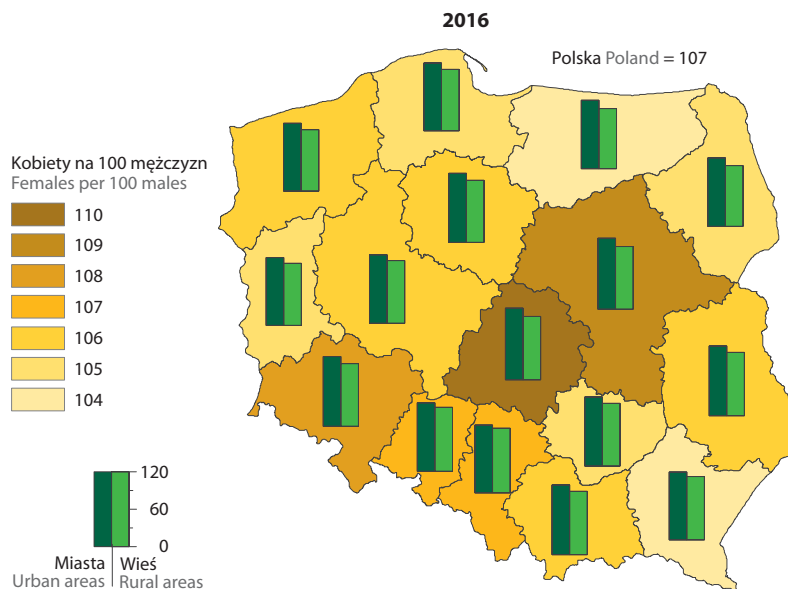 2016
Polska Poland = 107
Kobiety na 100 mężczyzn
Females per 100 males
110
109
108
107
106
105
104
120
60
0
Miasta Wieś
Urban areas Rural areas